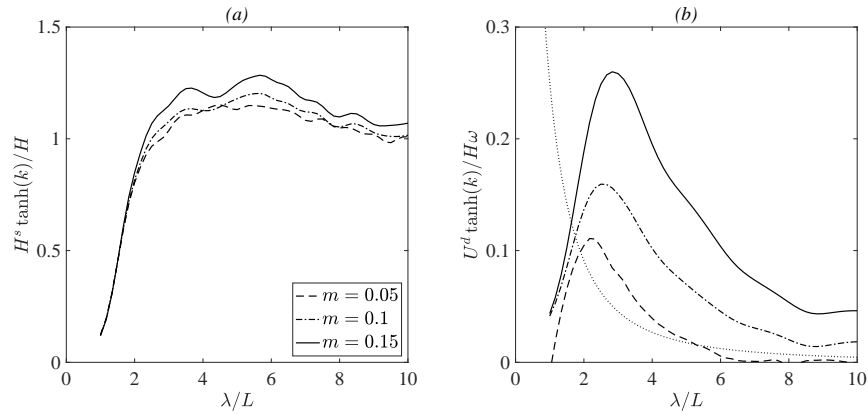 (a)
1.5
1
0.5
0
H^s tanh(k)/H
0 2 4 6 8 10
λ/L
m = 0.05
m = 0.1
m = 0.15
(b)
0.3
0.2
0.1
0
U^d tanh(k)/Hω
0 2 4 6 8 10
λ/L